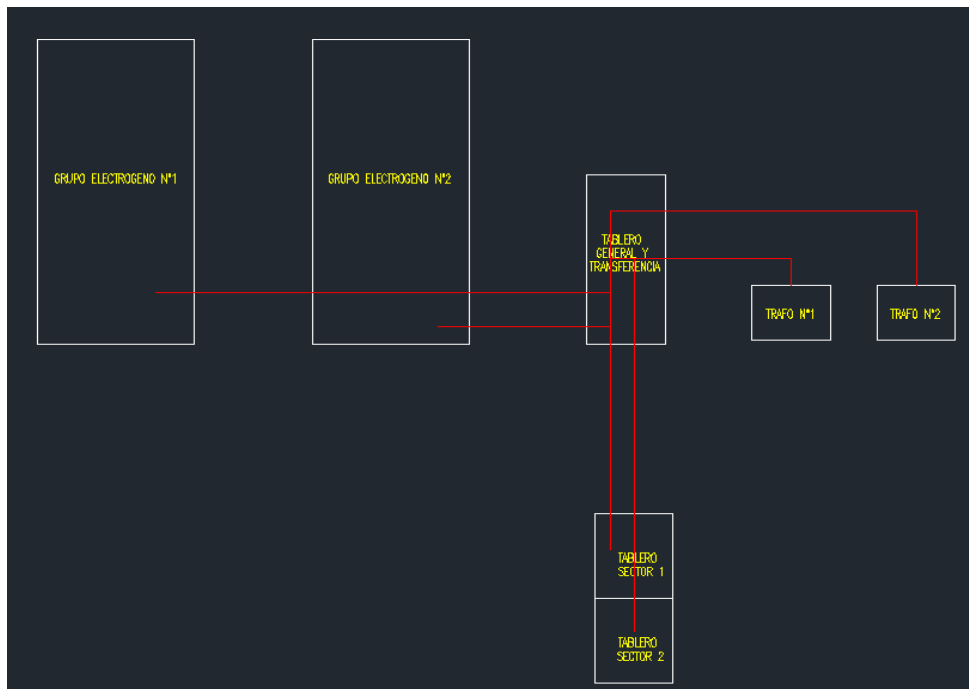 GRUPO ELECTROGENO N°1
GRUPO ELECTROGENO N°2
TABLERO
GENERAL Y
TRANSFERENCIA
TRAFO N°1
TRAFO N°2
TABLERO
SECTOR 1
TABLERO
SECTOR 2